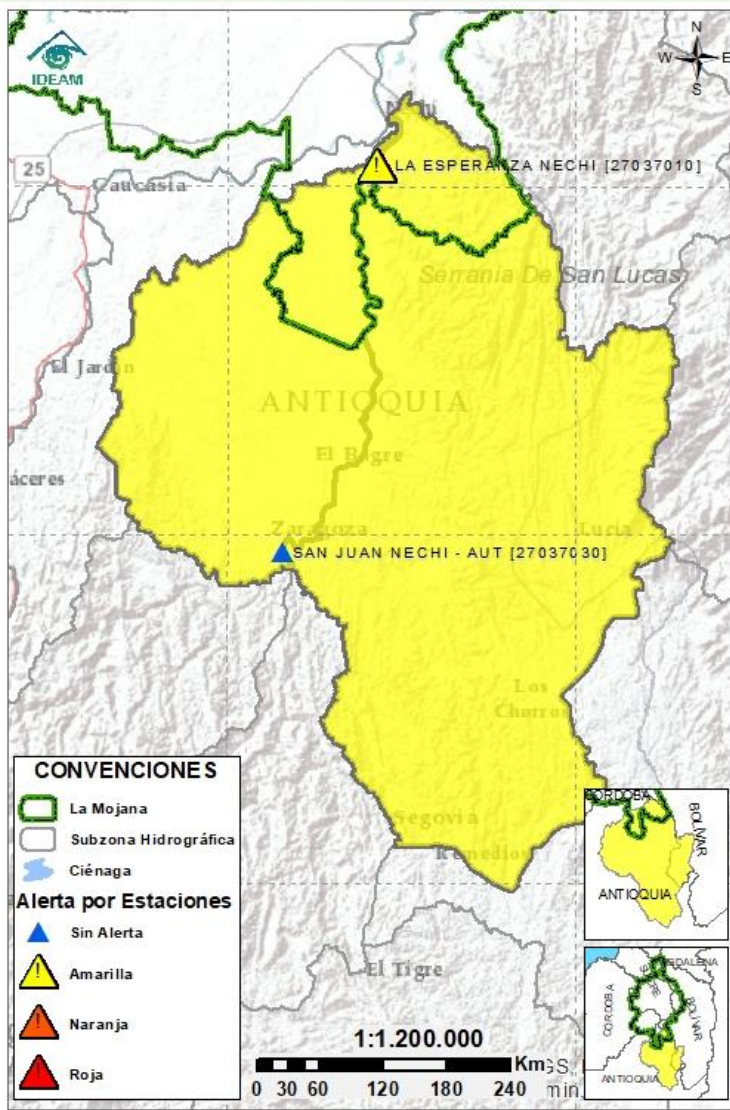 IDEAM
N
W E
S
25
Caucasia
LA ESPERANZA NECHI [27037010]
Serranía De San Lucas
El Jardín
ANTIOQUIA
El Bagre
áceres
Zaragoza
Lucía
SAN JUAN NECHI - AUT [27037030]
Los
Chorros
CONVENCIONES
La Mojana
Subzona Hidrográfica
Ciénaga
Alerta por Estaciones
Sin Alerta
Amarilla
Naranja
Roja
Segovia
Remedios
El Tigre
1:1.200.000
Km
0 30 60 120 180 240
CORDOBA
BOLÍVAR
ANTIOQUIA
CORDOBA
SUCRE
BOLÍVAR
ANTIOQUIA